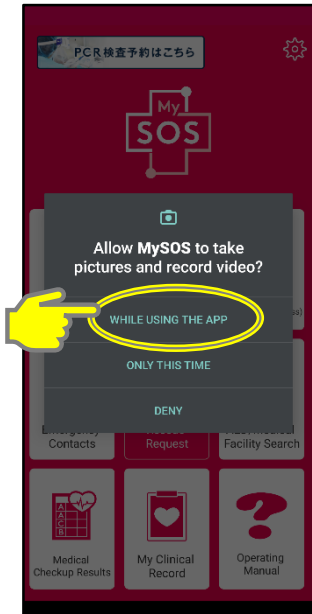 PCR検査予約はこちら
My
SOS
Allow MySOS to take
pictures and record video?
WHILE USING THE APP
ONLY THIS TIME
DENY
Emergency
Contacts
Request
Facility Search
A
A
C
B
Medical
Checkup Results
My Clinical
Record
Operating
Manual